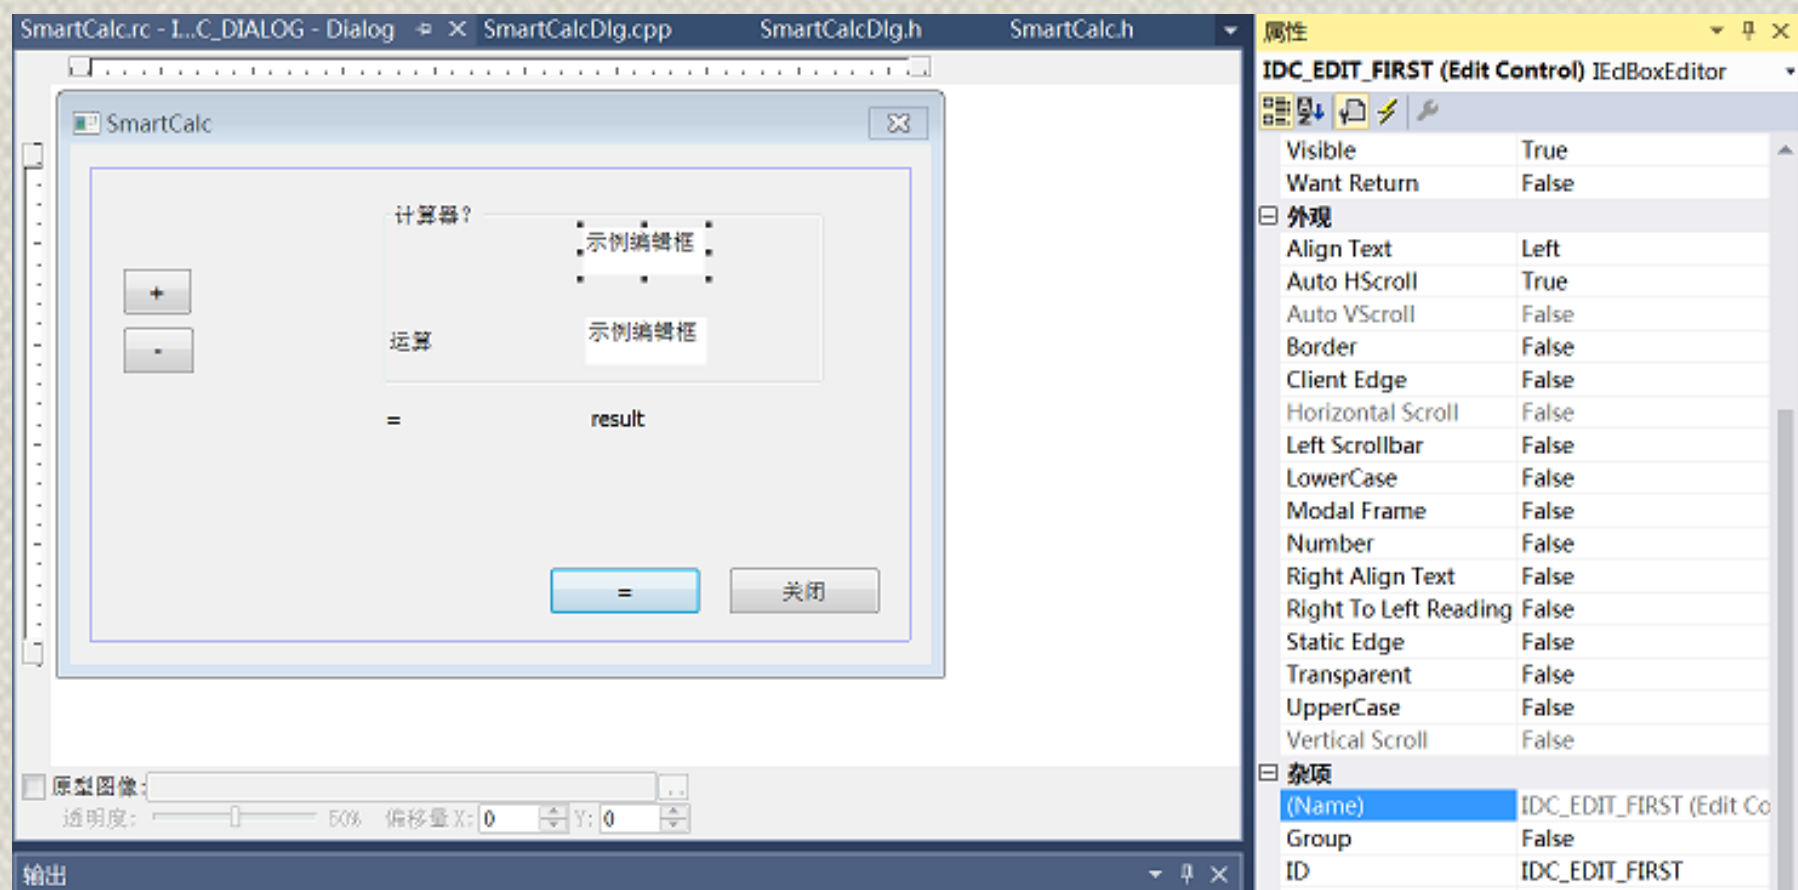 SmartCalc.rc - I...C_DIALOG - Dialog SmartCalcDlg.cpp SmartCalcDlg.h SmartCalc.h
SmartCalc
计算器?
示例编辑框
+
-
运算
示例编辑框
=
result
=
关闭
原型图像:
..
透明度:
50%
偏移量 X:
0
Y:
0
输出
属性
IDC_EDIT_FIRST (Edit Control) IEdBoxEditor
Visible True
Want Return False
外观
Align Text Left
Auto HScroll True
Auto VScroll False
Border False
Client Edge False
Horizontal Scroll False
Left Scrollbar False
LowerCase False
Modal Frame False
Number False
Right Align Text False
Right To Left Reading False
Static Edge False
Transparent False
UpperCase False
Vertical Scroll False
杂项
(Name) IDC_EDIT_FIRST (Edit Co
Group False
ID IDC_EDIT_FIRST